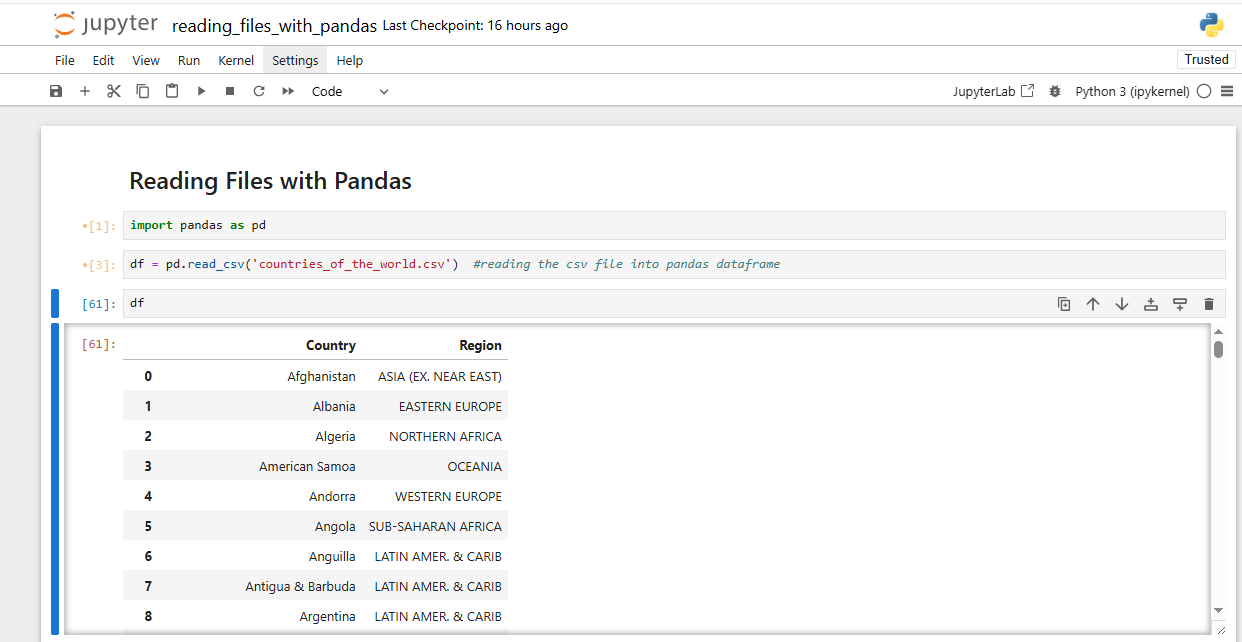 jupyter reading_files_with_pandas Last Checkpoint: 16 hours ago
File Edit View Run Kernel Settings Help Trusted
Code JupyterLab Python 3 (ipykernel)
Reading Files with Pandas
•[1]: import pandas as pd
•[3]: df = pd.read_csv('countries_of_the_world.csv') #reading the csv file into pandas dataframe
[61]: df
[61]: Country Region
0 Afghanistan ASIA (EX. NEAR EAST)
1 Albania EASTERN EUROPE
2 Algeria NORTHERN AFRICA
3 American Samoa OCEANIA
4 Andorra WESTERN EUROPE
5 Angola SUB-SAHARAN AFRICA
6 Anguilla LATIN AMER. & CARIB
7 Antigua & Barbuda LATIN AMER. & CARIB
8 Argentina LATIN AMER. & CARIB